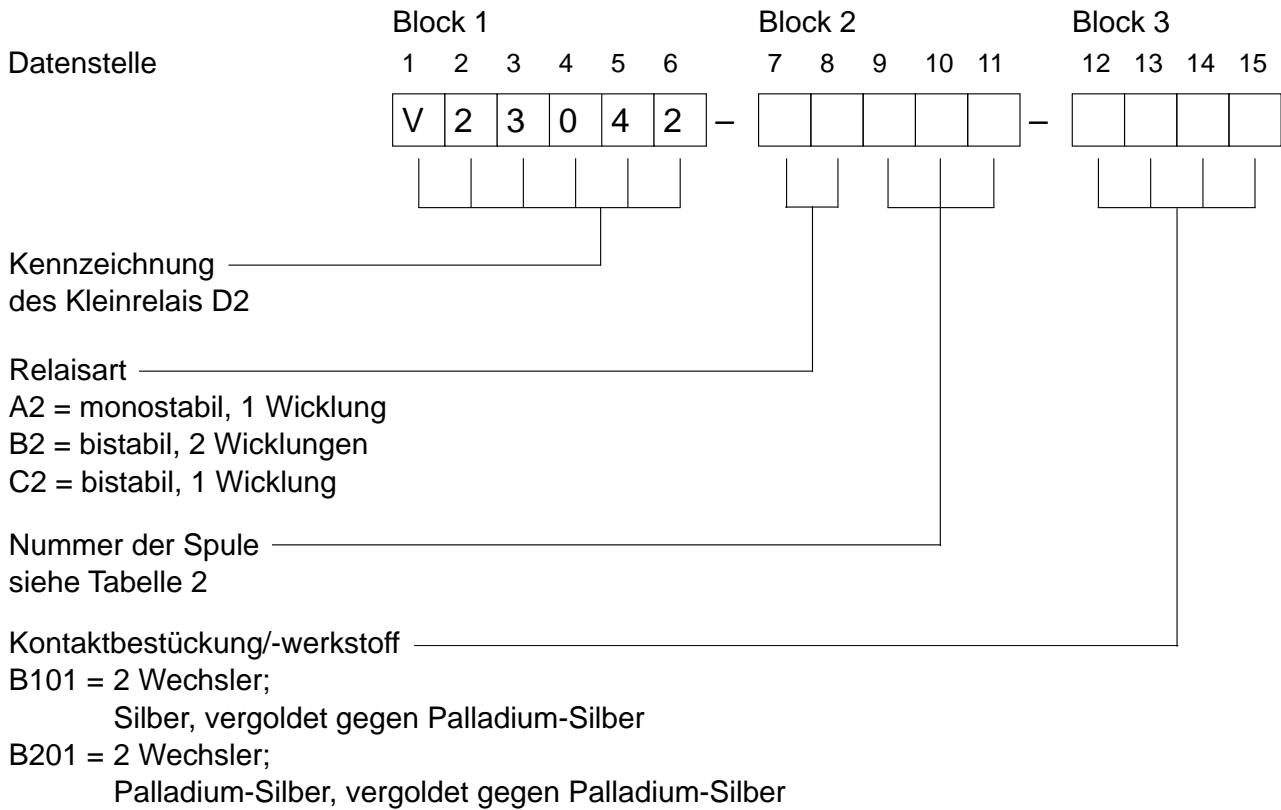 Block 1 Block 2 Block 3
Datenstelle 1 2 3 4 5 6 7 8 9 10 11 12 13 14 15
V 2 3 0 4 2 – –
Kennzeichnung
des Kleinrelais D2
Relaisart
A2 = monostabil, 1 Wicklung
B2 = bistabil, 2 Wicklungen
C2 = bistabil, 1 Wicklung
Nummer der Spule
siehe Tabelle 2
Kontaktbestückung/-werkstoff
B101 = 2 Wechsler;
Silber, vergoldet gegen Palladium-Silber
B201 = 2 Wechsler;
Palladium-Silber, vergoldet gegen Palladium-Silber